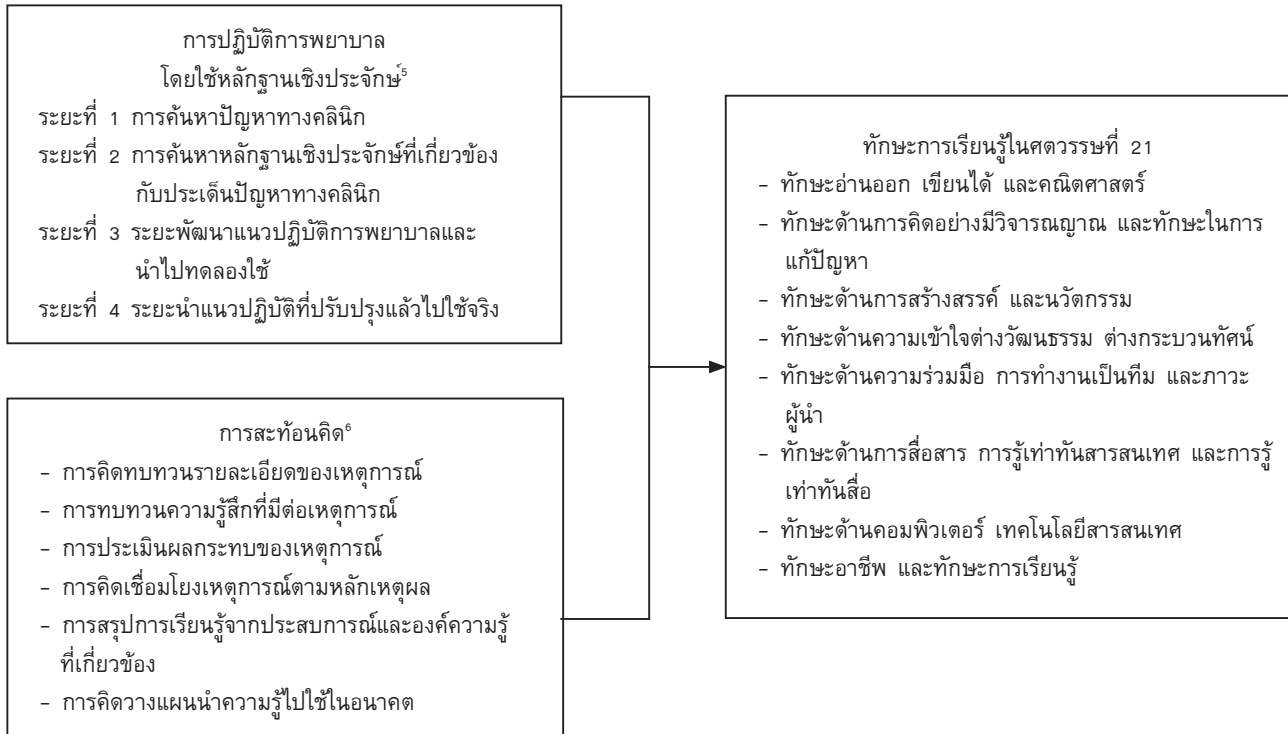 การปฏิบัติการพยาบาล
โดยใช้หลักฐานเชิงประจักษ์⁵
ระยะที่ 1 การค้นหาปัญหาทางคลินิก
ระยะที่ 2 การค้นหาหลักฐานเชิงประจักษ์ที่เกี่ยวข้อง
กับประเด็นปัญหาทางคลินิก
ระยะที่ 3 ระยะพัฒนาแนวปฏิบัติการพยาบาลและ
นำไปทดลองใช้
ระยะที่ 4 ระยะนำแนวปฏิบัติที่ปรับปรุงแล้วไปใช้จริง
การสะท้อนคิด⁶
- การคิดทบทวนรายละเอียดของเหตุการณ์
- การทบทวนความรู้สึกที่มีต่อเหตุการณ์
- การประเมินผลกระทบของเหตุการณ์
- การคิดเชื่อมโยงเหตุการณ์ตามหลักเหตุผล
- การสรุปการเรียนรู้จากประสบการณ์และองค์ความรู้
ที่เกี่ยวข้อง
- การคิดวางแผนนำความรู้ไปใช้ในอนาคต
ทักษะการเรียนรู้ในศตวรรษที่ 21
- ทักษะอ่านออก เขียนได้ และคณิตศาสตร์
- ทักษะด้านการคิดอย่างมีวิจารณญาณ และทักษะในการ
แก้ปัญหา
- ทักษะด้านการสร้างสรรค์ และนวัตกรรม
- ทักษะด้านความเข้าใจต่างวัฒนธรรม ต่างกระบวนทัศน์
- ทักษะด้านความร่วมมือ การทำงานเป็นทีม และภาวะ
ผู้นำ
- ทักษะด้านการสื่อสาร การรู้เท่าทันสารสนเทศ และการรู้
เท่าทันสื่อ
- ทักษะด้านคอมพิวเตอร์ เทคโนโลยีสารสนเทศ
- ทักษะอาชีพ และทักษะการเรียนรู้